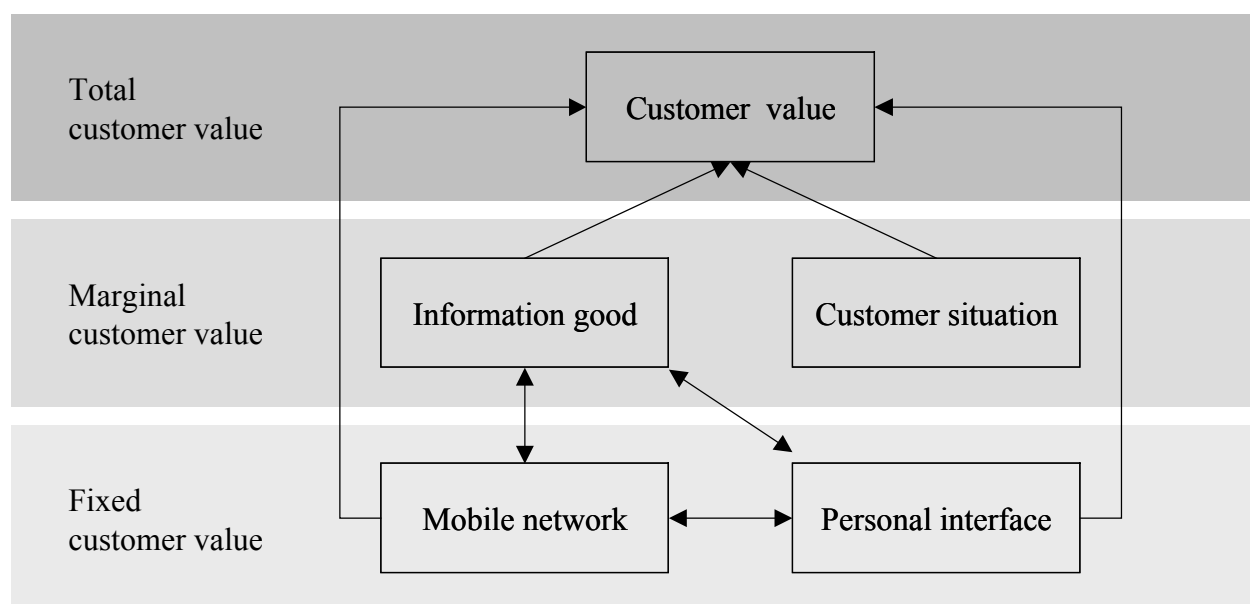 Total
customer value
Customer value
Marginal
customer value
Information good
Customer situation
Fixed
customer value
Mobile network
Personal interface